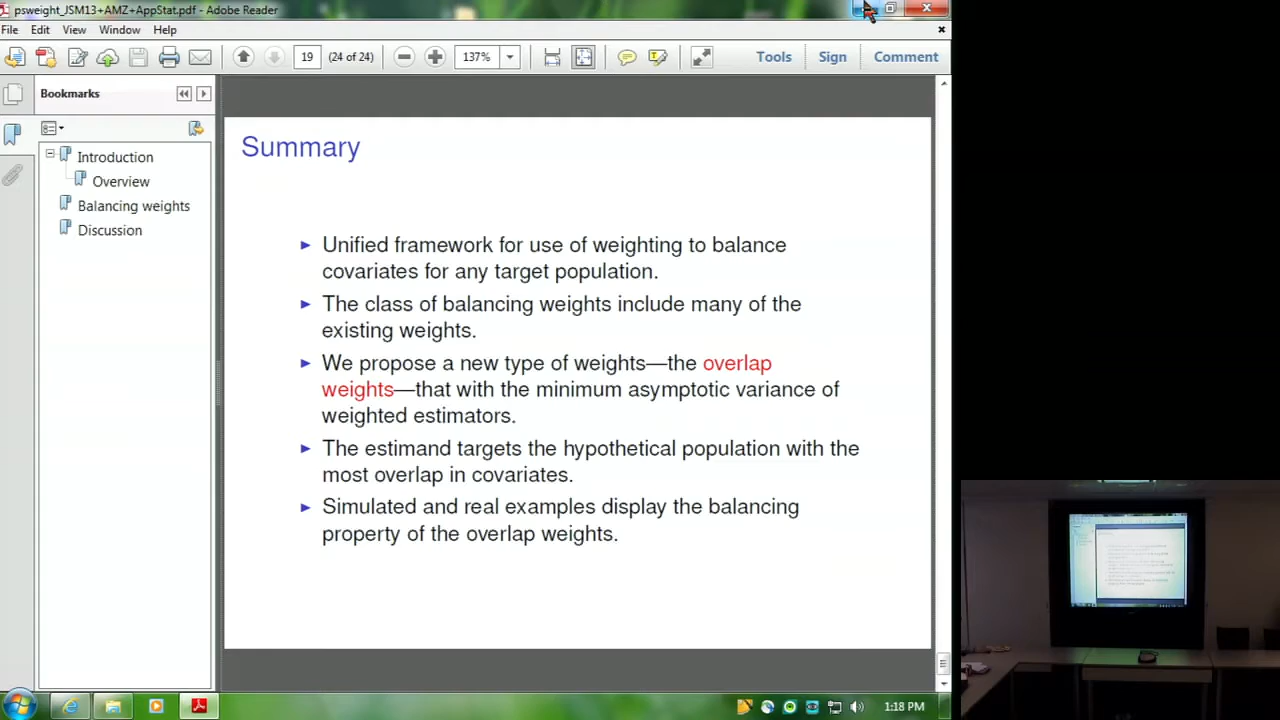 psweight_JSM13+AMZ+AppStat.pdf - Adobe Reader
File Edit View Window Help
19 (24 of 24) 137% Tools Sign Comment
Bookmarks
Introduction
Overview
Balancing weights
Discussion
Summary
Unified framework for use of weighting to balance
covariates for any target population.
The class of balancing weights include many of the
existing weights.
We propose a new type of weights—the overlap
weights—that with the minimum asymptotic variance of
weighted estimators.
The estimand targets the hypothetical population with the
most overlap in covariates.
Simulated and real examples display the balancing
property of the overlap weights.
1:18 PM